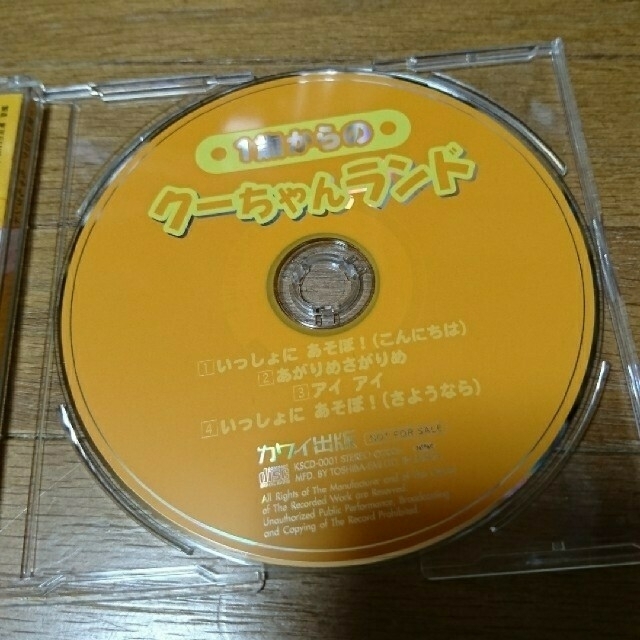 1歳からの
クーちゃんランド
1 いっしょに あそぼ!(こんにちは)
2 あがりめさがりめ
3 アイ アイ
4 いっしょに あそぼ!(さようなら)
カワイ出版 NOT FOR SALE
KSCD-0001 STEREO
MFD. BY TOSHIBA-EMI
All Rights of The Manufacturer and
of The Recorded Work are Reserved
Unauthorized Public Performance, Broadcasting
and Copying of The Record Prohibited